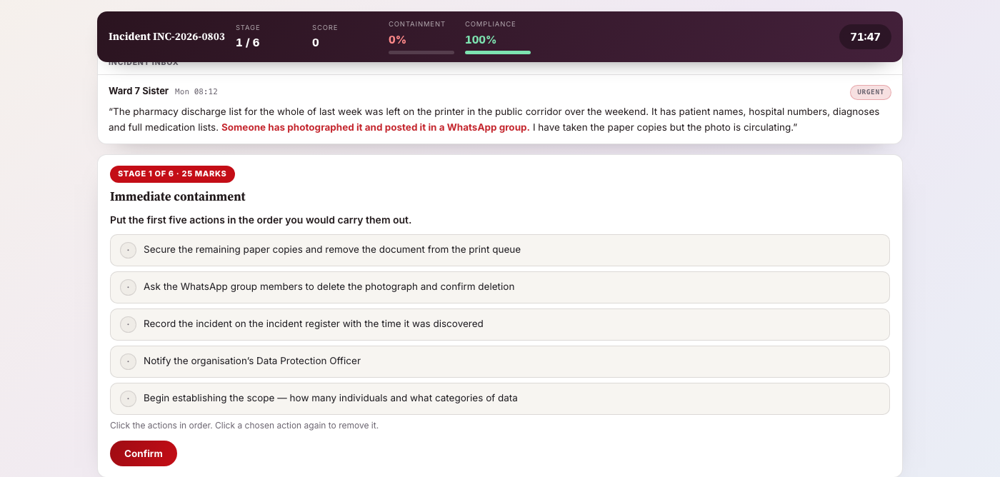 Incident INC-2026-0803
STAGE
1 / 6
SCORE
0
CONTAINMENT
0%
COMPLIANCE
100%
71:47
INCIDENT INBOX
Ward 7 Sister Mon 08:12
URGENT
“The pharmacy discharge list for the whole of last week was left on the printer in the public corridor over the weekend. It has patient names, hospital numbers, diagnoses
and full medication lists. Someone has photographed it and posted it in a WhatsApp group. I have taken the paper copies but the photo is circulating.”
STAGE 1 OF 6 · 25 MARKS
Immediate containment
Put the first five actions in the order you would carry them out.
· Secure the remaining paper copies and remove the document from the print queue
· Ask the WhatsApp group members to delete the photograph and confirm deletion
· Record the incident on the incident register with the time it was discovered
· Notify the organisation’s Data Protection Officer
· Begin establishing the scope — how many individuals and what categories of data
Click the actions in order. Click a chosen action again to remove it.
Confirm